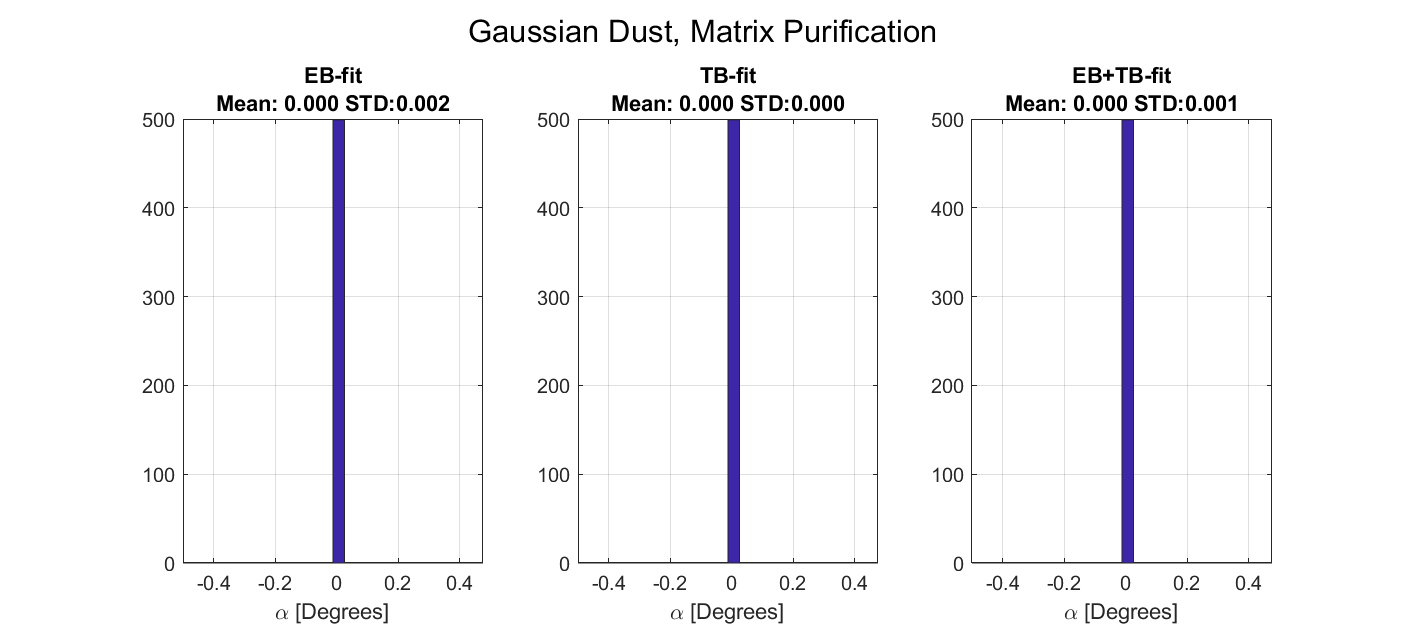 Gaussian Dust, Matrix Purification
EB-fit
Mean: 0.000 STD:0.002
500
400
300
200
100
0
-0.4 -0.2 0 0.2 0.4
α [Degrees]
TB-fit
Mean: 0.000 STD:0.000
500
400
300
200
100
0
-0.4 -0.2 0 0.2 0.4
α [Degrees]
EB+TB-fit
Mean: 0.000 STD:0.001
500
400
300
200
100
0
-0.4 -0.2 0 0.2 0.4
α [Degrees]